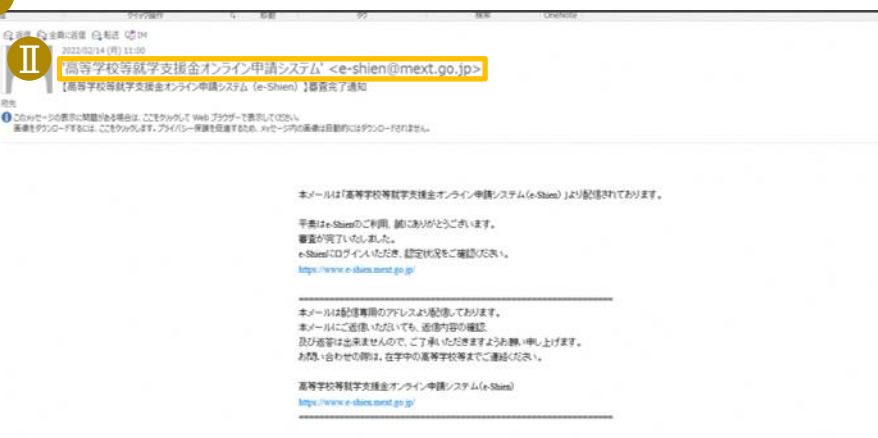 クイック操作
移動
タグ
検索
OneNote
返信 全員に返信 転送 IM
2022/02/14 (月) 11:00
Ⅱ
'高等学校等就学支援金オンライン申請システム' <e-shien@mext.go.jp>
【高等学校等就学支援金オンライン申請システム（e-Shien）】審査完了通知
宛先
このメッセージの表示に問題がある場合は、ここをクリックして Web ブラウザーで表示してください。
画像をダウンロードするには、ここをクリックします。プライバシー保護を促進するため、メッセージ内の画像は自動的にはダウンロードされません。
本メールは「高等学校等就学支援金オンライン申請システム（e-Shien）」より配信されております。
平素はe-Shienのご利用、誠にありがとうございます。
審査が完了いたしました。
e-Shienにログインいただき、認定状況をご確認ください。
https://www.e-shien.mext.go.jp/
本メールは配信専用のアドレスより配信しております。
本メールにご返信いただいても、返信内容の確認、
及び返答は出来ませんので、ご了承いただきますようお願い申し上げます。
お問い合わせの際は、在学中の高等学校等までご連絡ください。
高等学校等就学支援金オンライン申請システム（e-Shien）
https://www.e-shien.mext.go.jp/